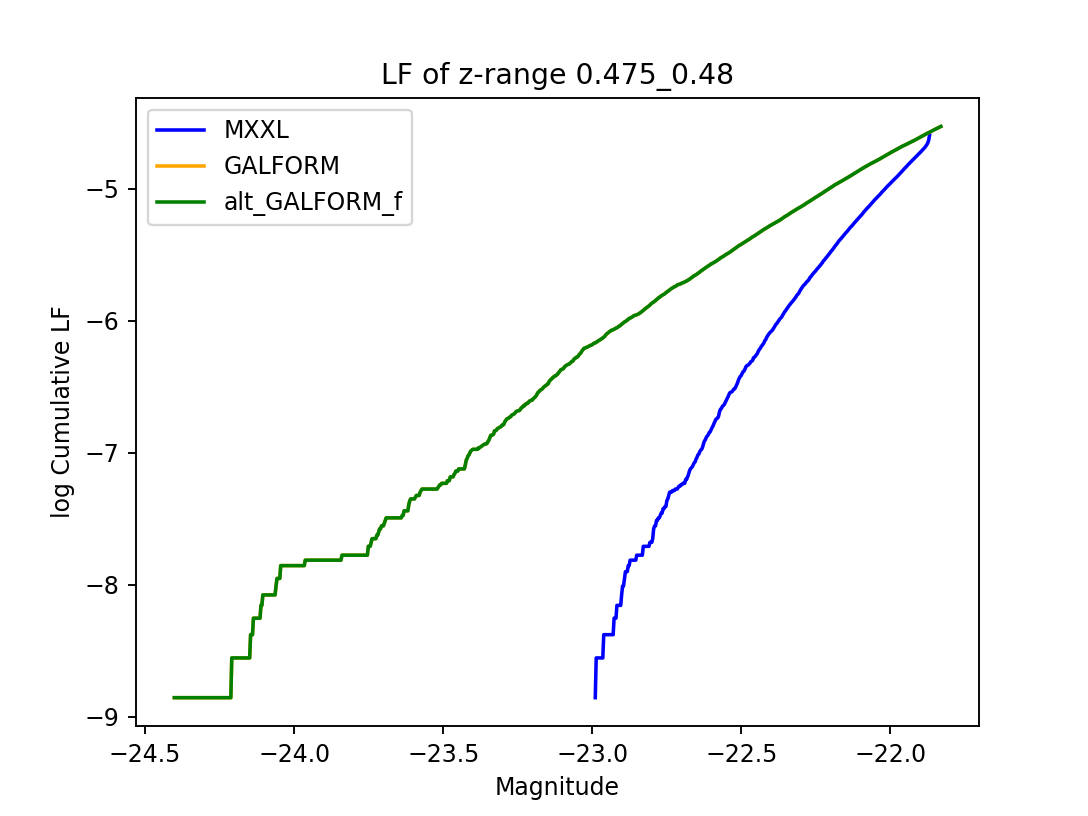 LF of z-range 0.475_0.48
MXXL
GALFORM
alt_GALFORM_f
−5
−6
−7
−8
−9
log Cumulative LF
−24.5 −24.0 −23.5 −23.0 −22.5 −22.0
Magnitude